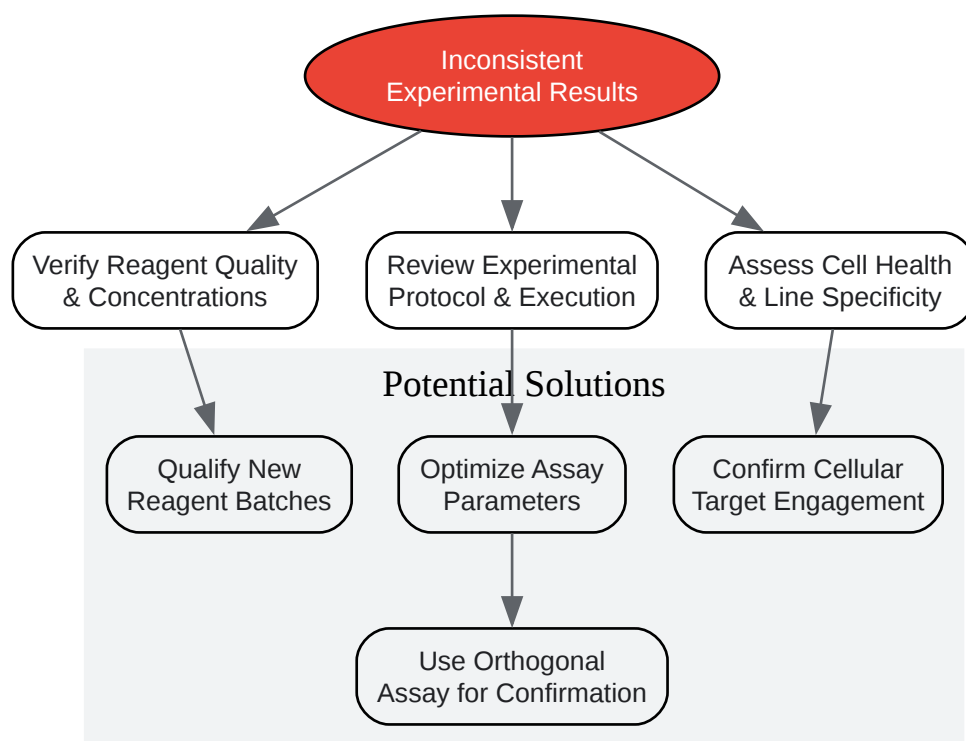 Inconsistent
Experimental Results
Verify Reagent Quality
& Concentrations
Review Experimental
Protocol & Execution
Assess Cell Health
& Line Specificity
Potential Solutions
Qualify New
Reagent Batches
Optimize Assay
Parameters
Confirm Cellular
Target Engagement
Use Orthogonal
Assay for Confirmation